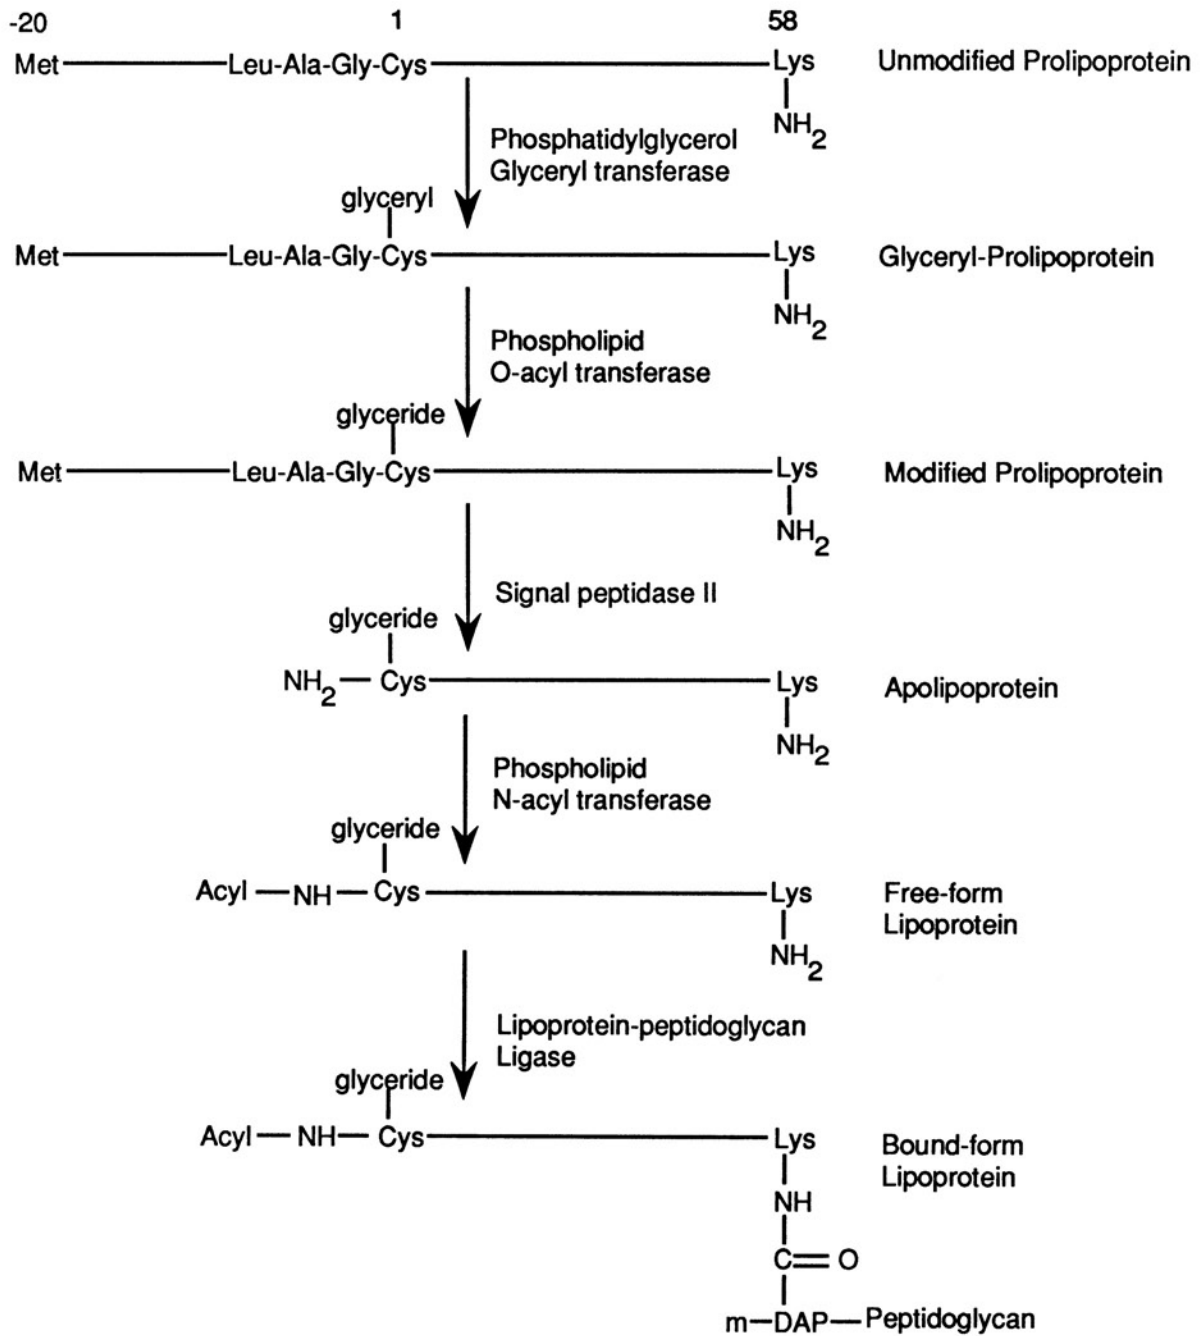 -20 1 58
Met Leu-Ala-Gly-Cys Lys Unmodified Prolipoprotein
NH2
Phosphatidylglycerol
Glyceryl transferase
glyceryl
Met Leu-Ala-Gly-Cys Lys Glyceryl-Prolipoprotein
NH2
Phospholipid
O-acyl transferase
glyceride
Met Leu-Ala-Gly-Cys Lys Modified Prolipoprotein
NH2
Signal peptidase II
glyceride
NH2 Cys Lys Apolipoprotein
NH2
Phospholipid
N-acyl transferase
glyceride
Acyl NH Cys Lys Free-form
Lipoprotein
NH2
Lipoprotein-peptidoglycan
Ligase
glyceride
Acyl NH Cys Lys Bound-form
Lipoprotein
NH
C O
m DAP Peptidoglycan